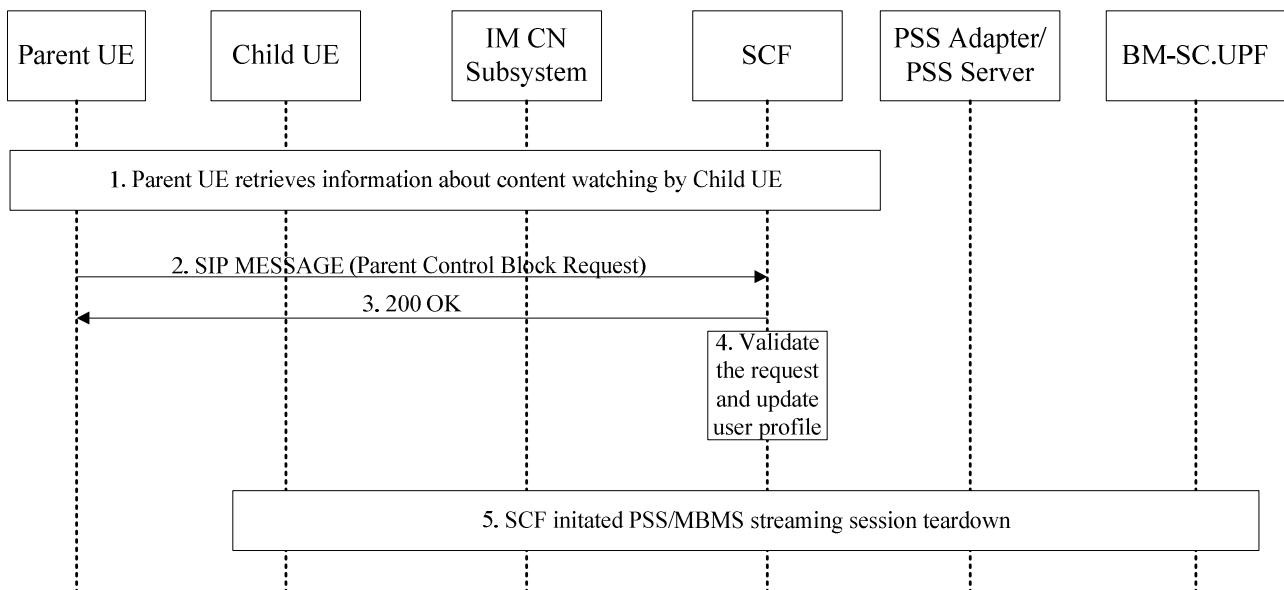 Parent UE
Child UE
IM CN
Subsystem
SCF
PSS Adapter/
PSS Server
BM-SC.UPF
1. Parent UE retrieves information about content watching by Child UE
2. SIP MESSAGE (Parent Control Block Request)
3. 200 OK
4. Validate
the request
and update
user profile
5. SCF initated PSS/MBMS streaming session teardown